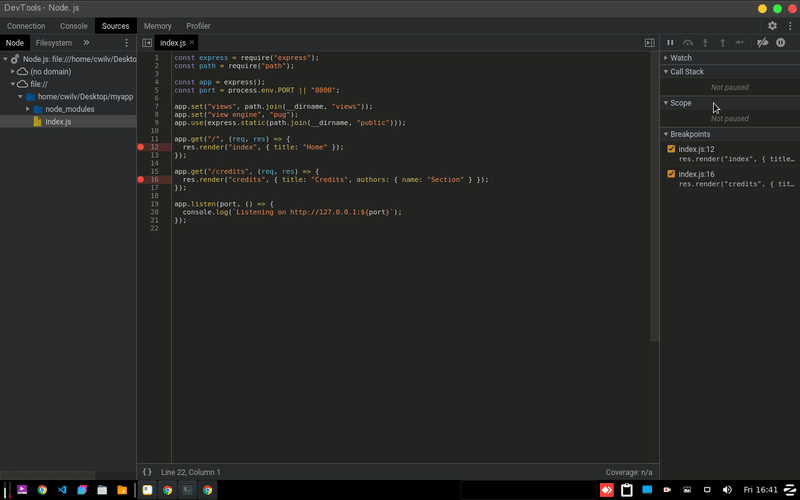 DevTools - Node. js
Connection Console Sources Memory Profiler
Node Filesystem
index.js
Node.js: file:///home/cwilv/Deskto
(no domain)
file://
home/cwilv/Desktop/myapp
node_modules
index.js
1 const express = require("express");
2 const path = require("path");
3
4 const app = express();
5 const port = process.env.PORT || "8000";
6
7 app.set("views", path.join(__dirname, "views"));
8 app.set("view engine", "pug");
9 app.use(express.static(path.join(__dirname, "public")));
10
11 app.get("/", (req, res) => {
12 res.render("index", { title: "Home" });
13 });
14
15 app.get("/credits", (req, res) => {
16 res.render("credits", { title: "Credits", authors: { name: "Section" } });
17 });
18
19 app.listen(port, () => {
20 console.log(`Listening on http://127.0.0.1:${port}`);
21 });
22
{} Line 22, Column 1 Coverage: n/a
Watch
Call Stack
Not paused
Scope
Not paused
Breakpoints
index.js:12
res.render("index", { title…
index.js:16
res.render("credits", { tit…
Fri 16:41